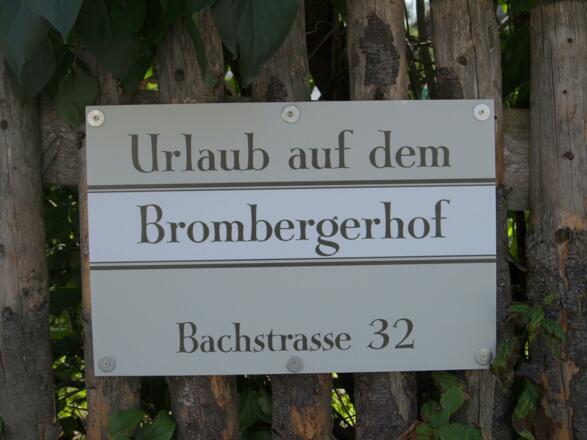 Urlaub auf dem
Brombergerhof
Bachstrasse 32